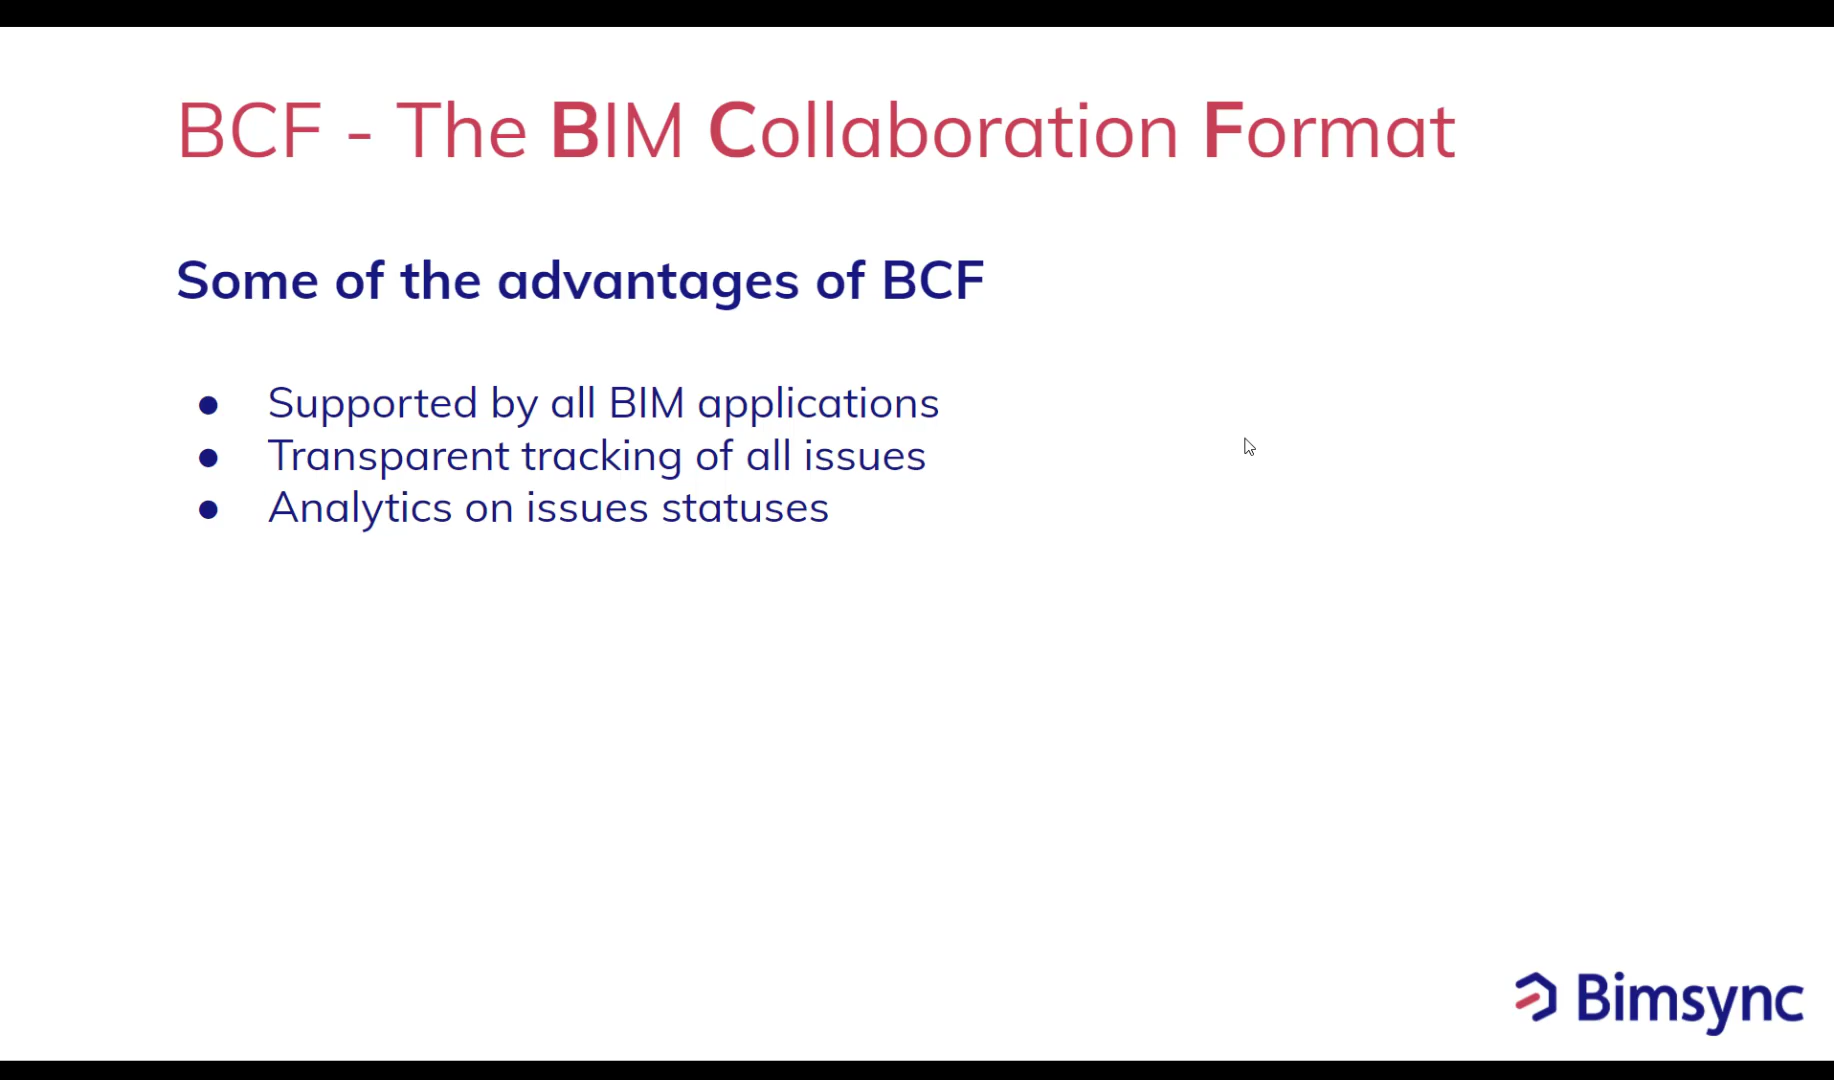 BCF - The BIM Collaboration Format
Some of the advantages of BCF
● Supported by all BIM applications
● Transparent tracking of all issues
● Analytics on issues statuses
Bimsync